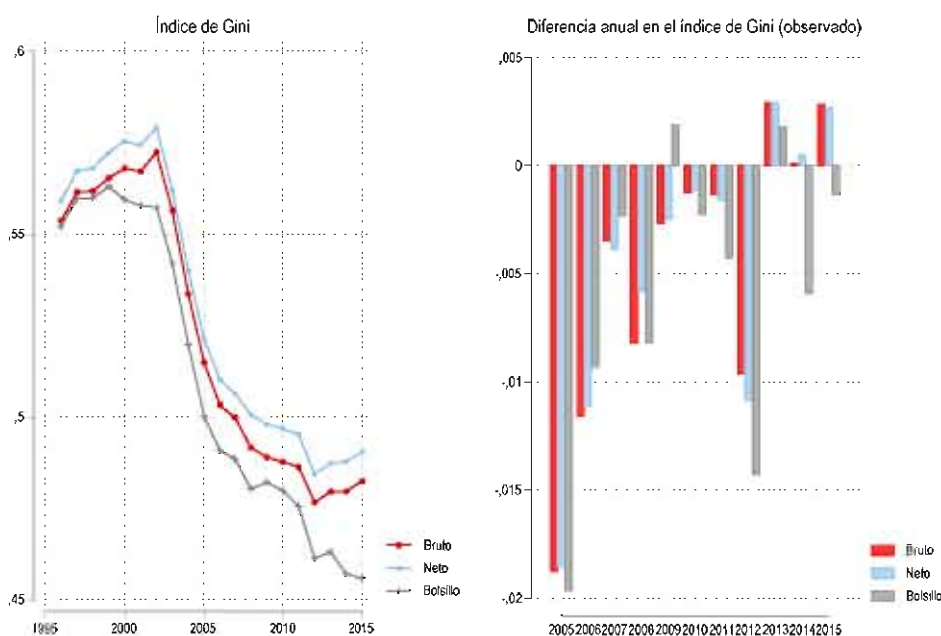 Índice de Gini
,6
,55
,5
,45
1995 2000 2005 2010 2015
Bruto
Neto
Bolsillo
Diferencia anual en el índice de Gini (observado)
,005
0
-,005
-,01
-,015
-,02
2005 2006 2007 2008 2009 2010 2011 2012 2013 2014 2015
Bruto
Neto
Bolsillo